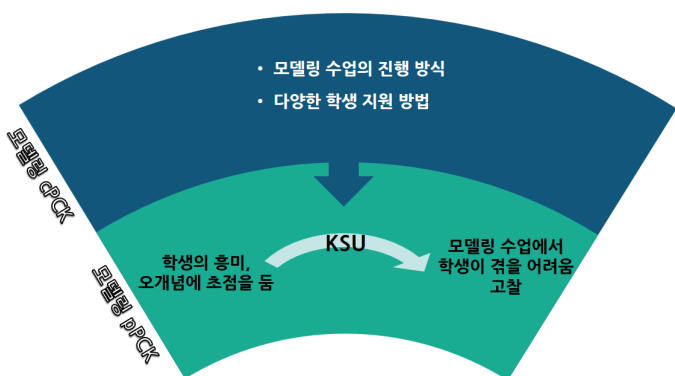 • 모델링 수업의 진행 방식
• 다양한 학생 지원 방법
모델링 cPCK
KSU
학생의 흥미,
오개념에 초점을 둠
모델링 수업에서
학생이 겪을 어려움
고찰
모델링 pPCK